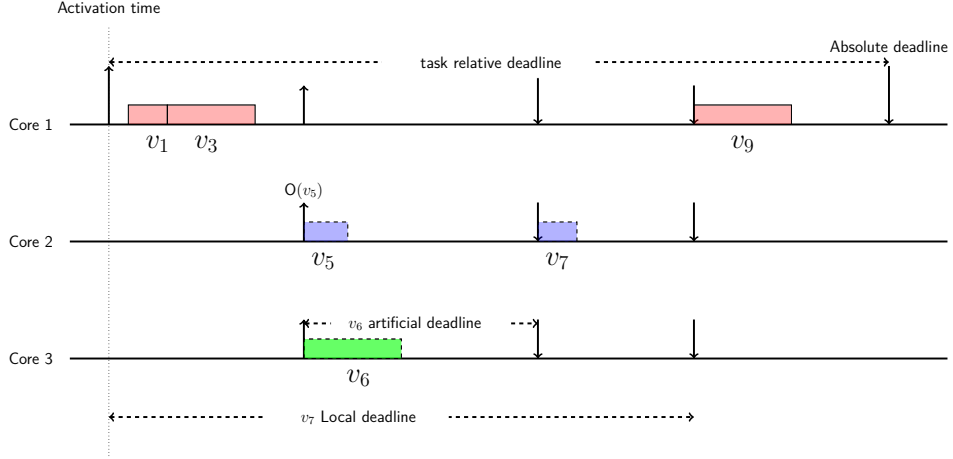 Activation time
Absolute deadline
task relative deadline
Core 1
v1 v3 v9
O(v5)
Core 2
v5 v7
v6 artificial deadline
Core 3
v6
v7 Local deadline